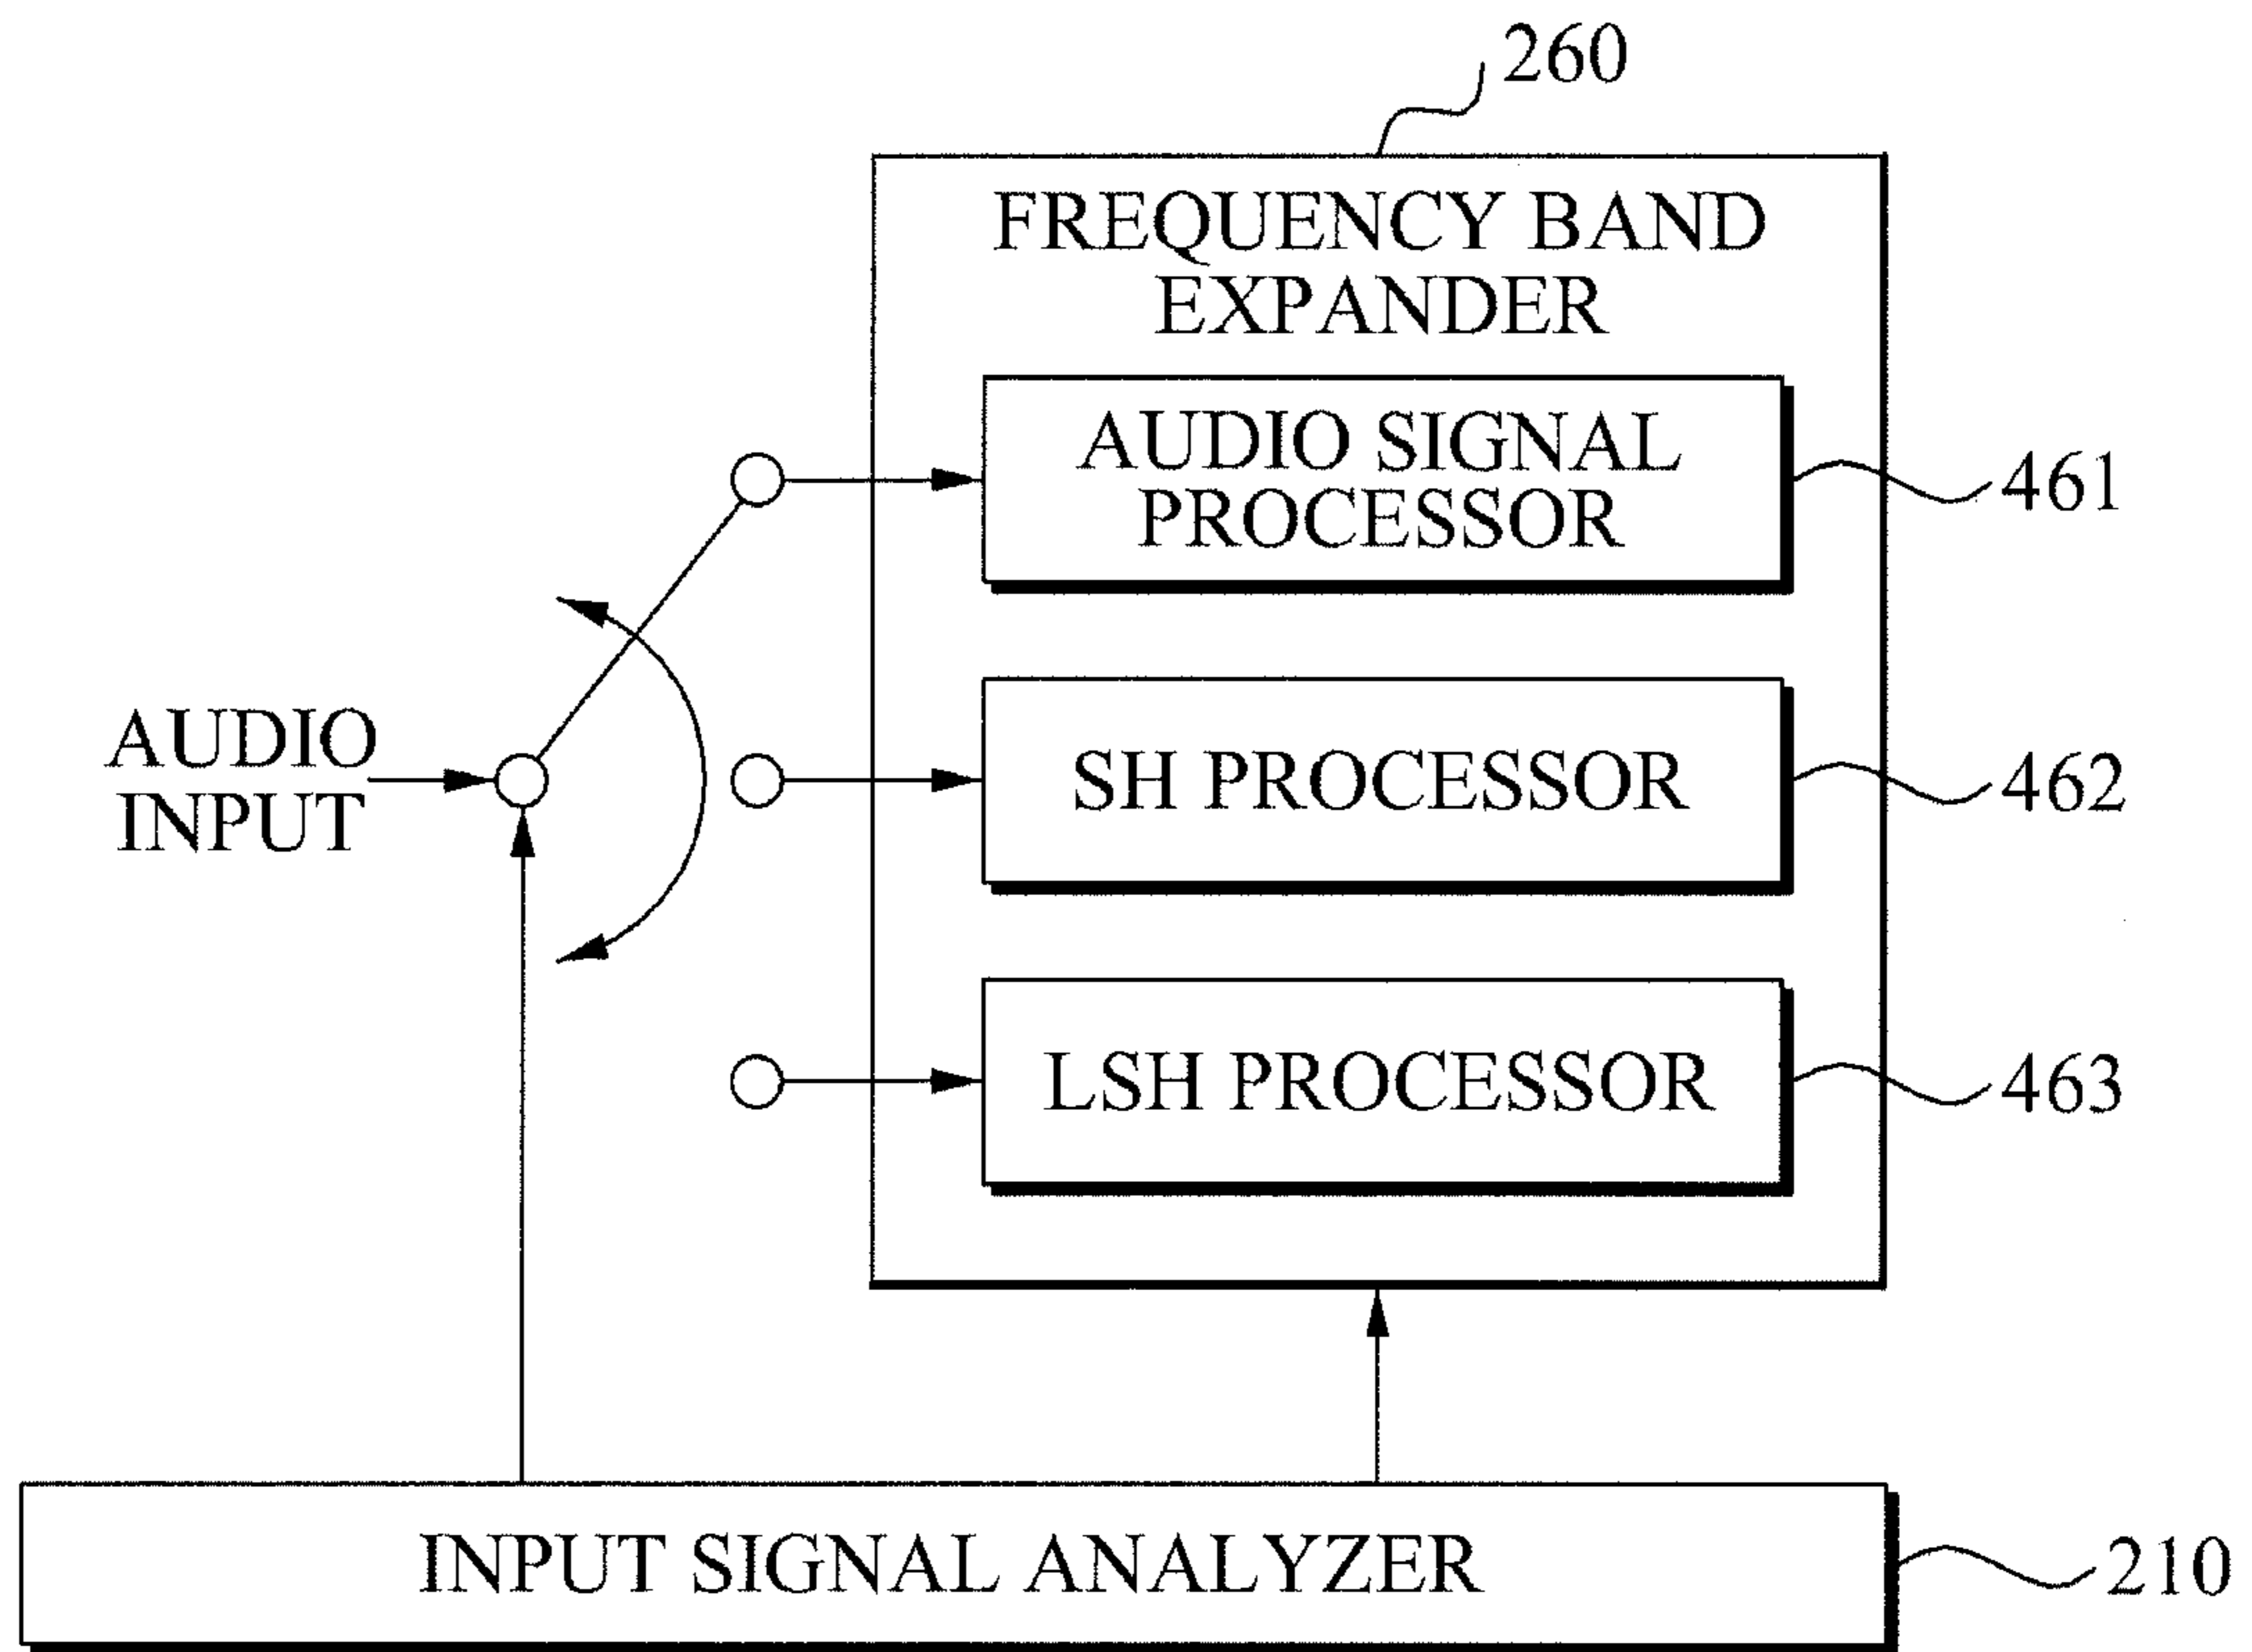 260
FREQUENCY BAND
EXPANDER
AUDIO SIGNAL
PROCESSOR
461
AUDIO
INPUT
SH PROCESSOR
462
LSH PROCESSOR
463
INPUT SIGNAL ANALYZER
210